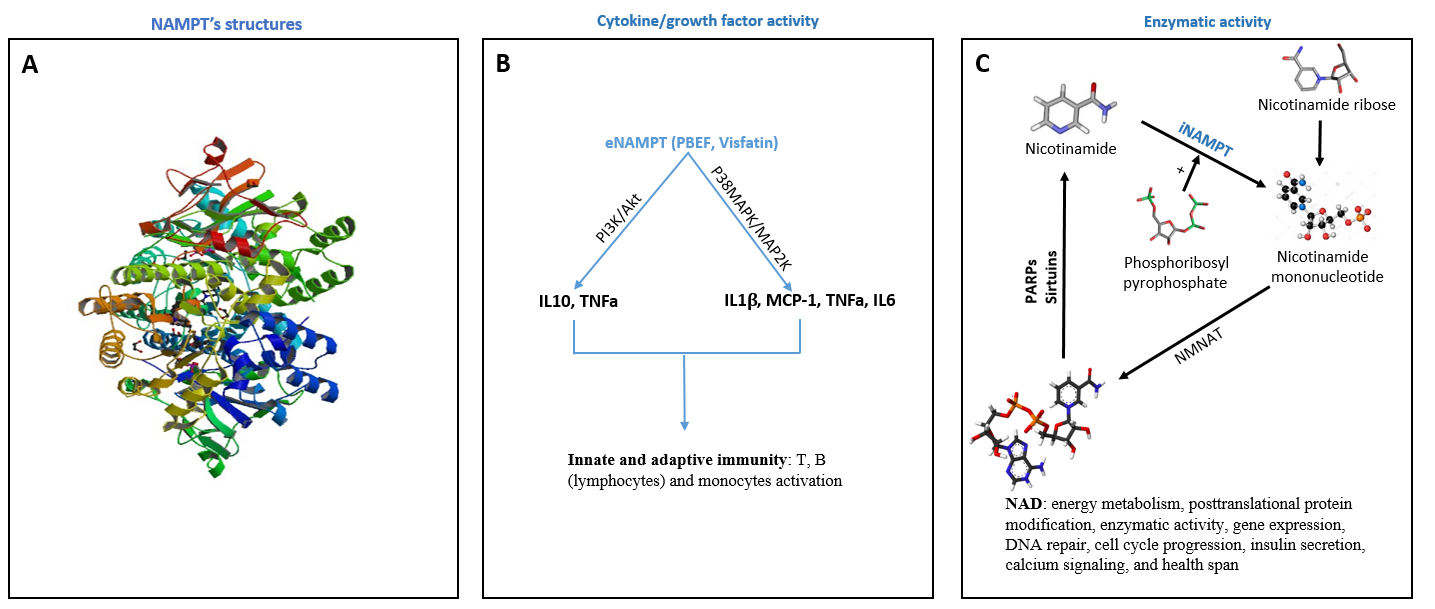 NAMPT's structures
Cytokine/growth factor activity
Enzymatic activity
A
B
eNAMPT (PBEF, Visfatin)
PI3K/Akt
P38MAPK/MAP2K
IL10, TNFa
IL1β, MCP-1, TNFa, IL6
Innate and adaptive immunity: T, B
(lymphocytes) and monocytes activation
C
Nicotinamide ribose
Nicotinamide
iNAMPT
+
Phosphoribosyl
pyrophosphate
Nicotinamide
mononucleotide
PARPs
Sirtuins
NMNAT
NAD: energy metabolism, posttranslational protein
modification, enzymatic activity, gene expression,
DNA repair, cell cycle progression, insulin secretion,
calcium signaling, and health span